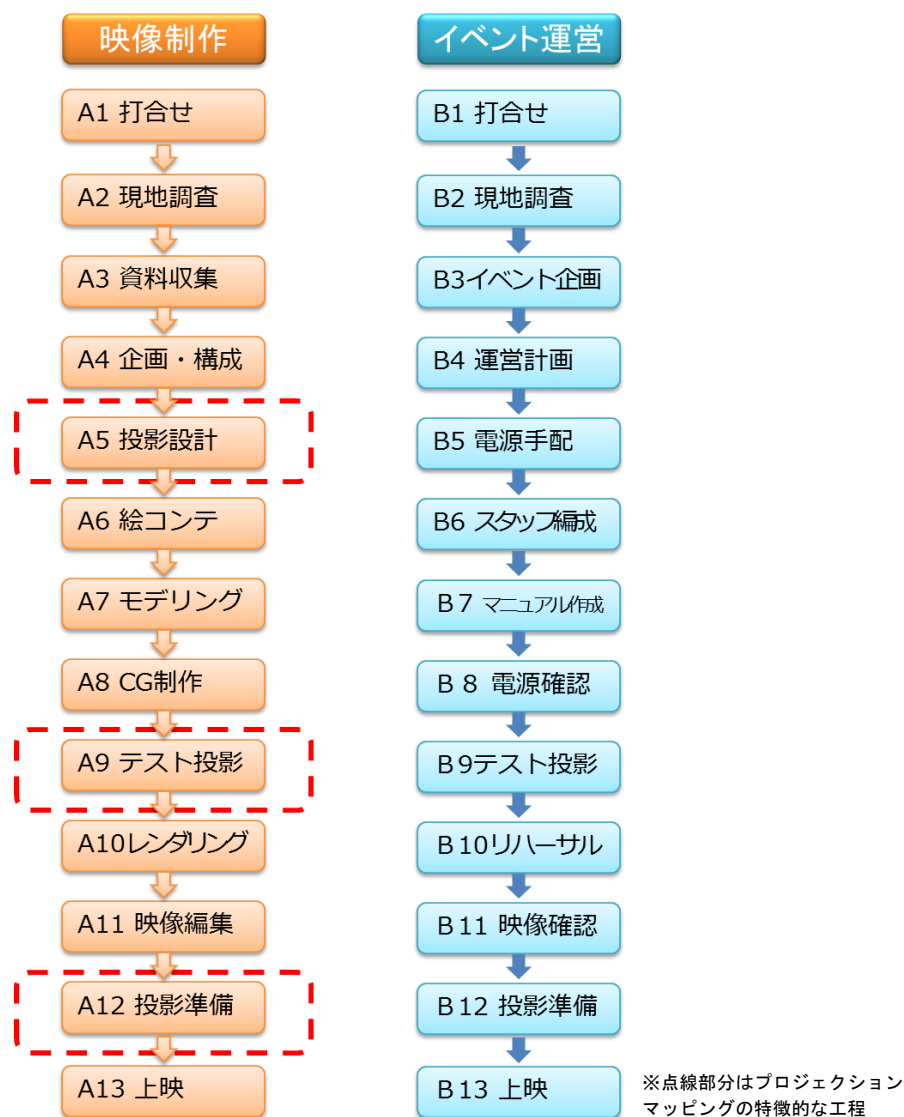 映像制作
A1 打合せ
A2 現地調査
A3 資料収集
A4 企画・構成
A5 投影設計
A6 絵コンテ
A7 モデリング
A8 CG制作
A9 テスト投影
A10レンダリング
A11 映像編集
A12 投影準備
A13 上映
イベント運営
B1 打合せ
B2 現地調査
B3イベント企画
B4 運営計画
B5 電源手配
B6 スタッフ編成
B7 マニュアル作成
B8 電源確認
B9テスト投影
B10リハーサル
B11 映像確認
B12 投影準備
B13 上映
※点線部分はプロジェクション
マッピングの特徴的な工程